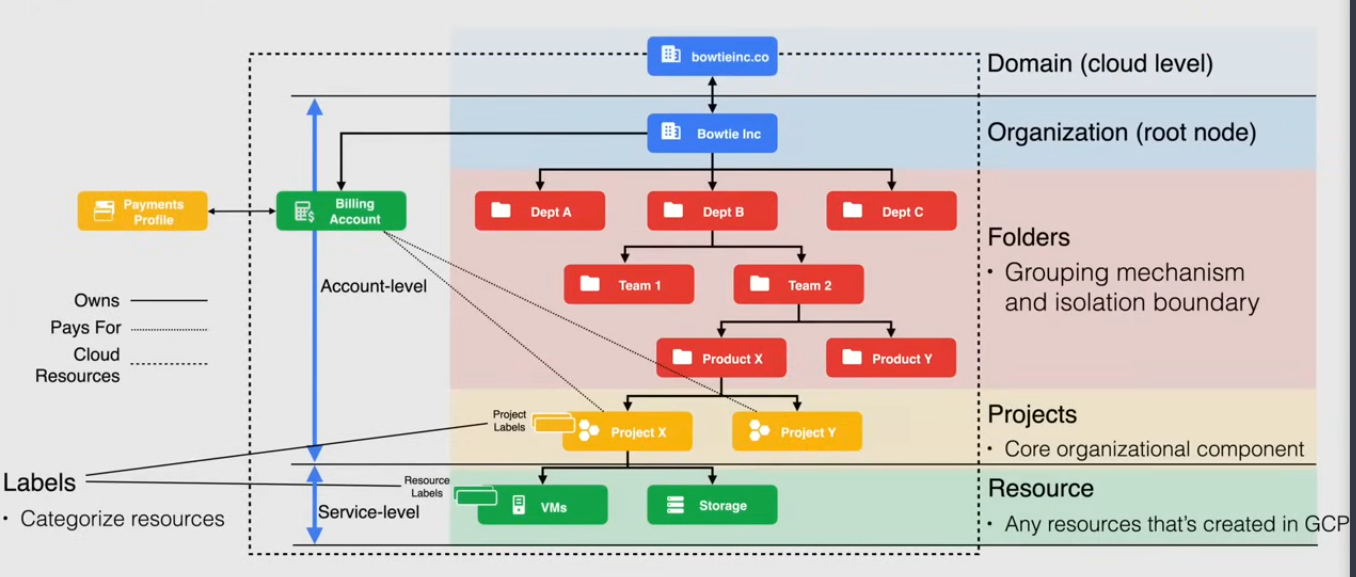 bowtieinc.co
Domain (cloud level)
Bowtie Inc
Organization (root node)
Payments
Profile
Billing
Account
Dept A
Dept B
Dept C
Folders
• Grouping mechanism
and isolation boundary
Team 1
Team 2
Account-level
Owns
Pays For
Cloud
Resources
Product X
Product Y
Project
Labels
Project X
Project Y
Projects
• Core organizational component
Labels
• Categorize resources
Resource
Labels
Service-level
VMs
Storage
Resource
• Any resources that's created in GCP